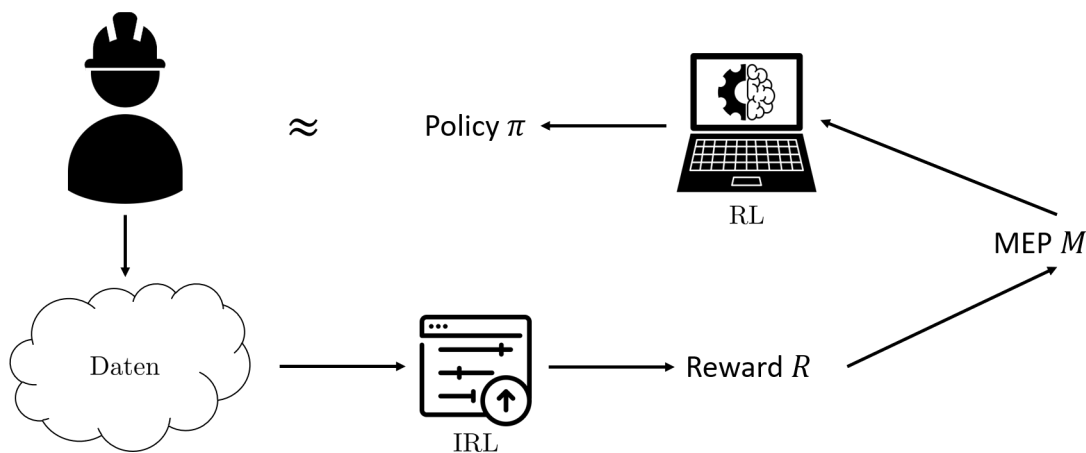 ≈
Policy π
RL
MEP M
Daten
IRL
Reward R